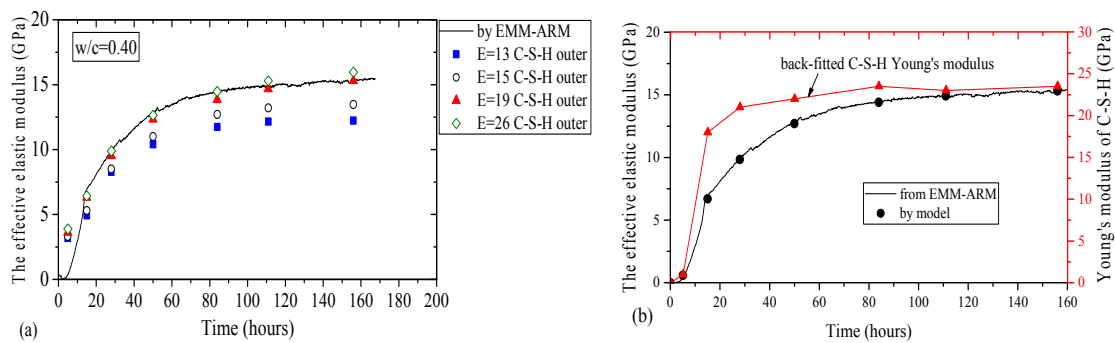 The effective elastic modulus (GPa)
20
15
10
5
0
w/c=0.40
by EMM-ARM
E=13 C-S-H outer
E=15 C-S-H outer
E=19 C-S-H outer
E=26 C-S-H outer
0 20 40 60 80 100 120 140 160 180 200
Time (hours)
(a)
The effective elastic modulus (GPa)
20
15
10
5
0
back-fitted C-S-H Young's modulus
from EMM-ARM
by model
30
25
20
15
10
5
0
Young's modulus of C-S-H (GPa)
0 20 40 60 80 100 120 140 160
Time (hours)
(b)